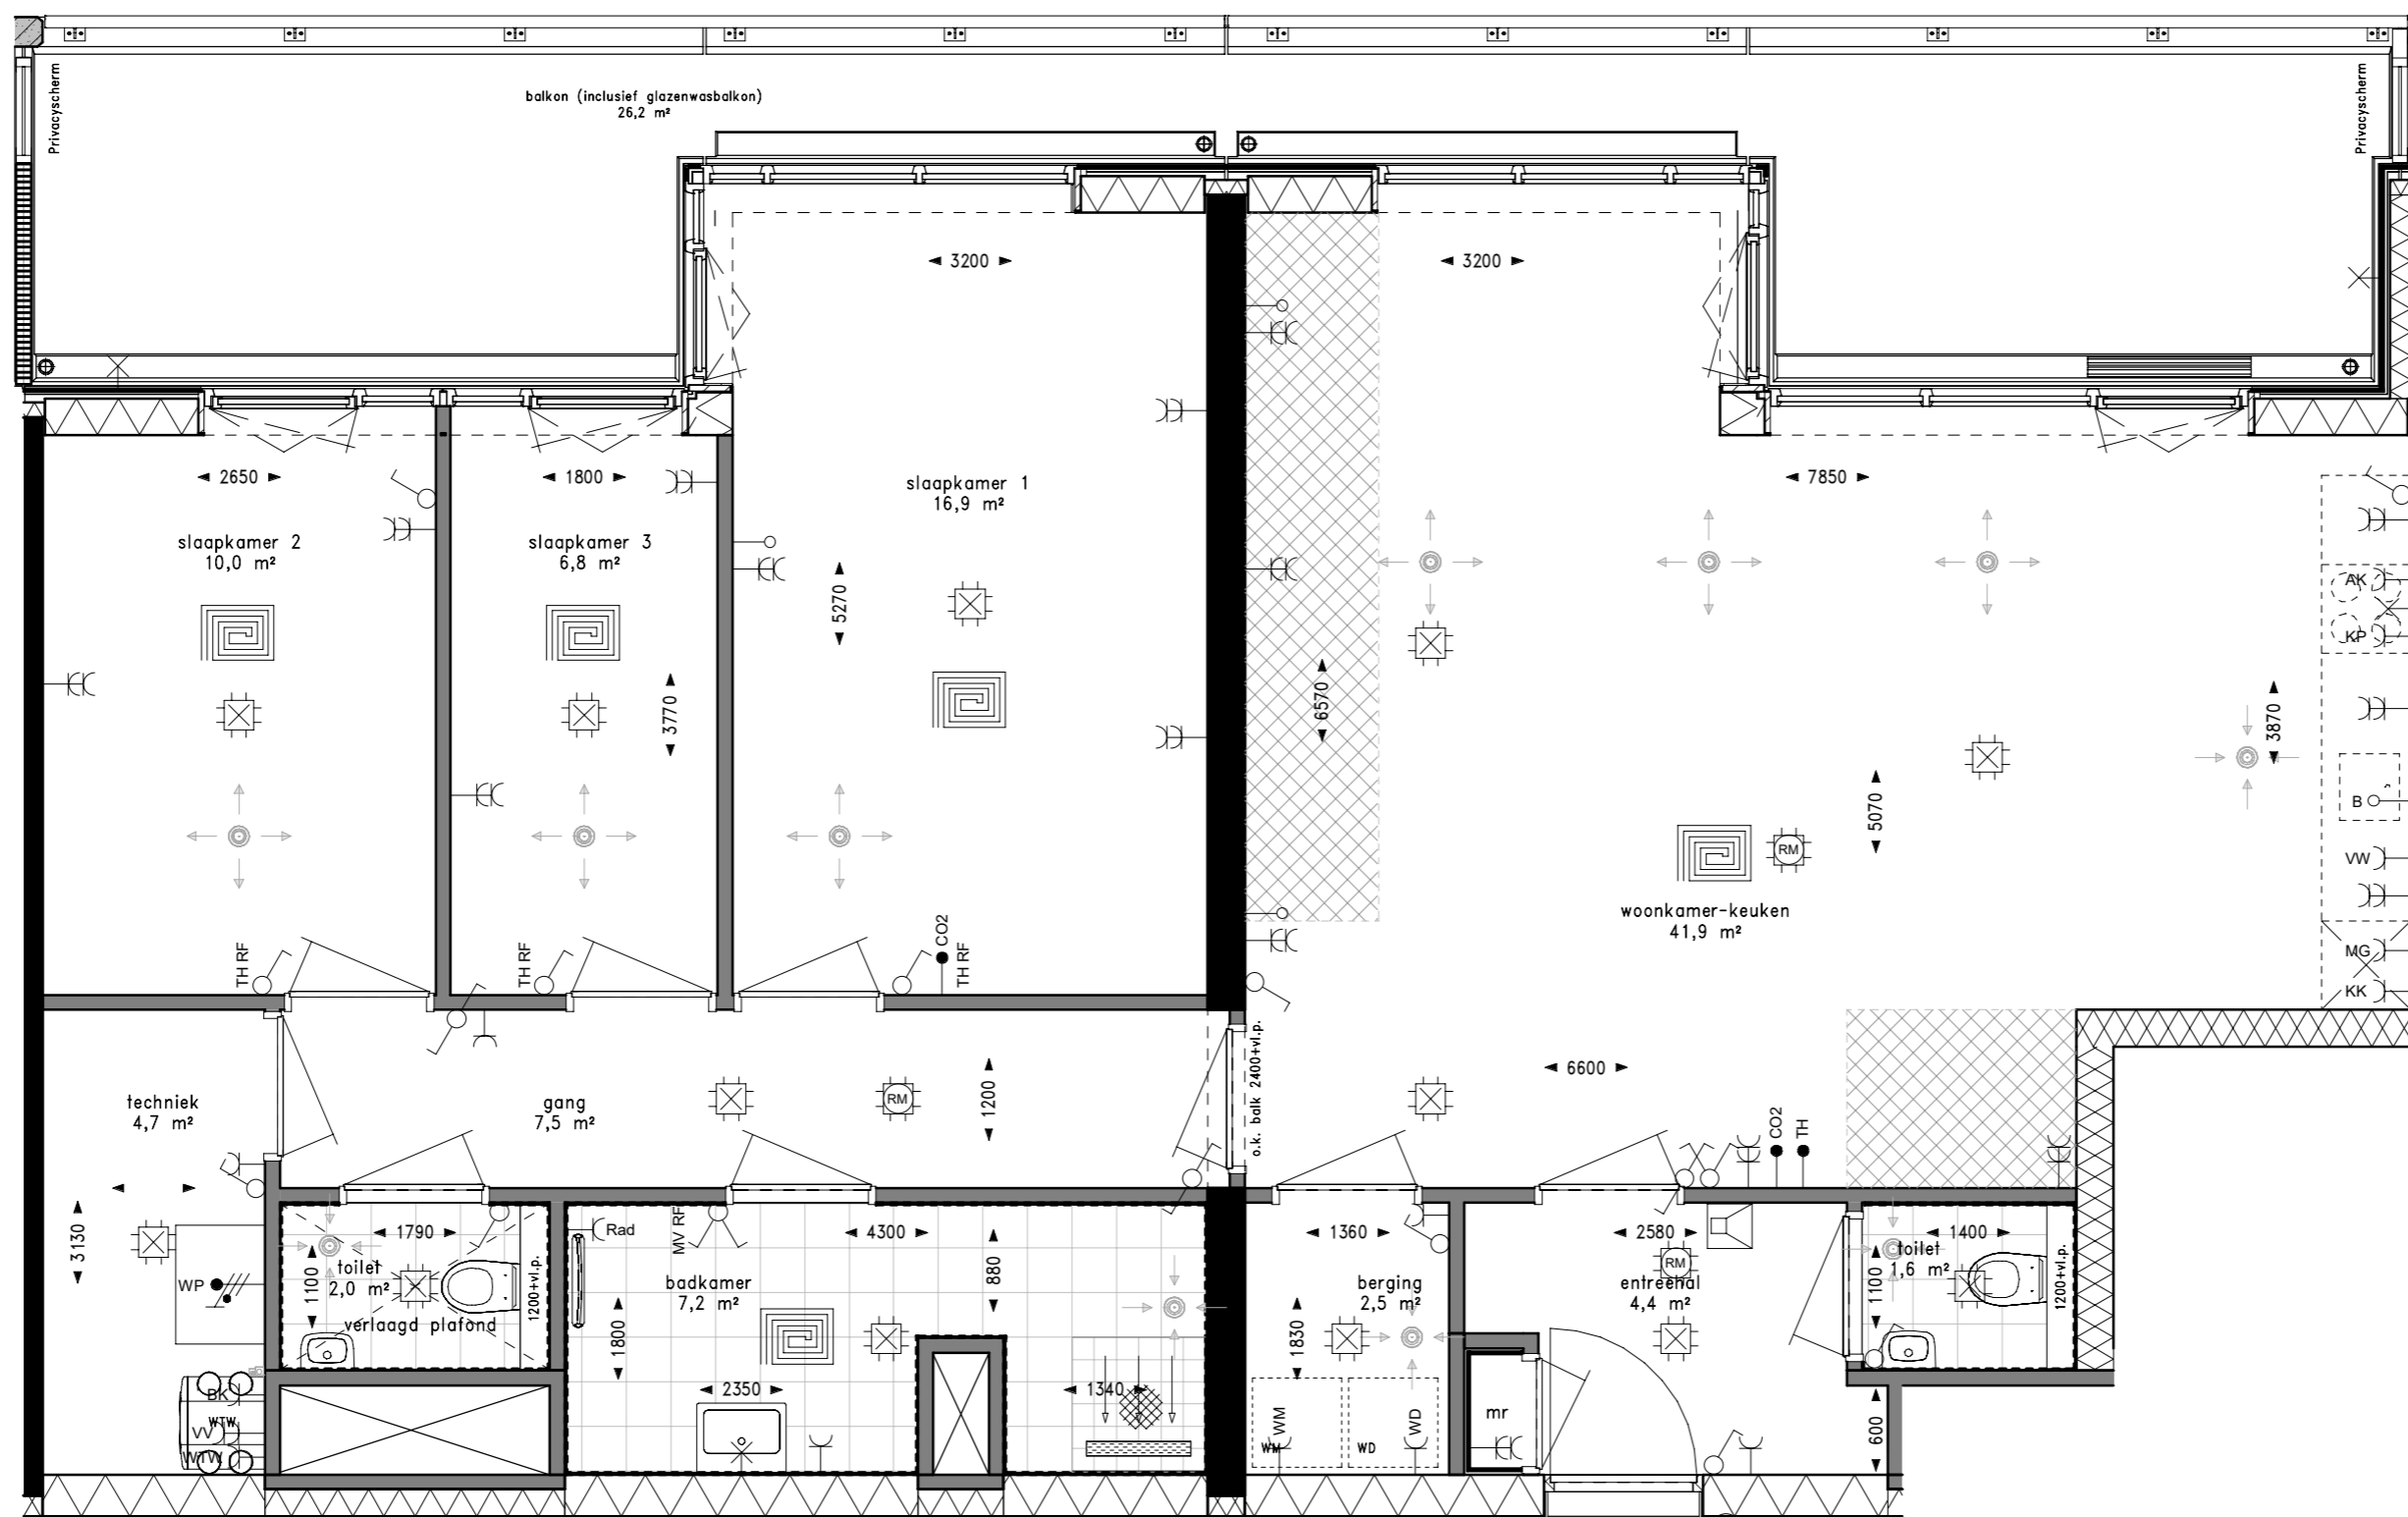 Privacyscherm
balkon (inclusief glazenwasbalkon)
26,2 m²
Privacyscherm
3200
3200
2650
1800
slaapkamer 1
16,9 m²
7850
slaapkamer 2
10,0 m²
slaapkamer 3
6,8 m²
5270
AK
KP
3770
6570
3870
5070
B
VW
RM
woonkamer-keuken
41,9 m²
TH RF
TH RF
CO2
TH RF
MG
KK
o.k. balk 2400+vl.p.
6600
techniek
4,7 m²
gang
7,5 m²
RM
1200
CO2
TH
3130
1790
Rad
MV RF
4300
880
1360
2580
1400
WP
1100
toilet
2,0 m²
verlaagd plafond
1200+vl.p.
badkamer
7,2 m²
1800
1830
berging
2,5 m²
RM
entreehal
4,4 m²
1100
toilet
1,6 m²
1200+vl.p.
2350
1340
BK
WTW
VV
WTW
WM
WM
WD
WD
mr
600